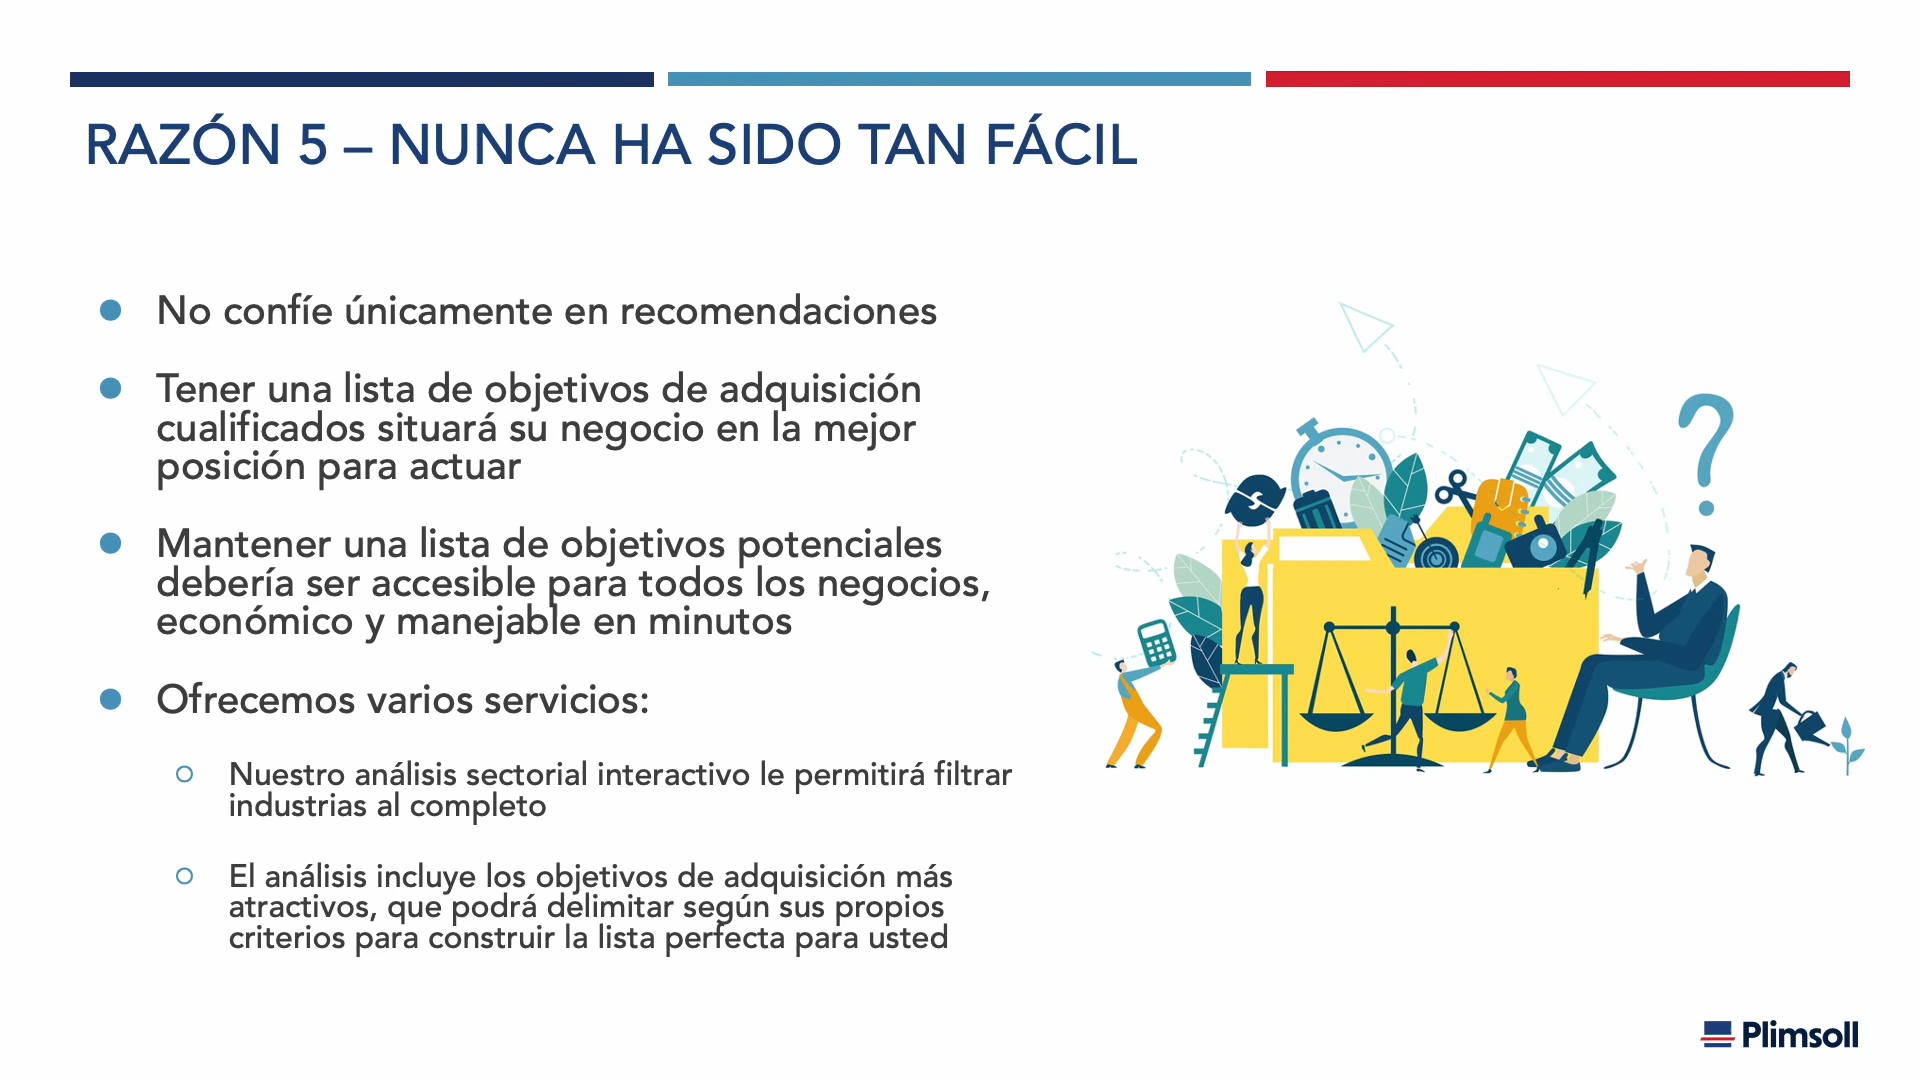 RAZÓN 5 – NUNCA HA SIDO TAN FÁCIL
No confíe únicamente en recomendaciones
Tener una lista de objetivos de adquisición
cualificados situará su negocio en la mejor
posición para actuar
Mantener una lista de objetivos potenciales
debería ser accesible para todos los negocios,
económico y manejable en minutos
Ofrecemos varios servicios:
Nuestro análisis sectorial interactivo le permitirá filtrar
industrias al completo
El análisis incluye los objetivos de adquisición más
atractivos, que podrá delimitar según sus propios
criterios para construir la lista perfecta para usted
?
Plimsoll